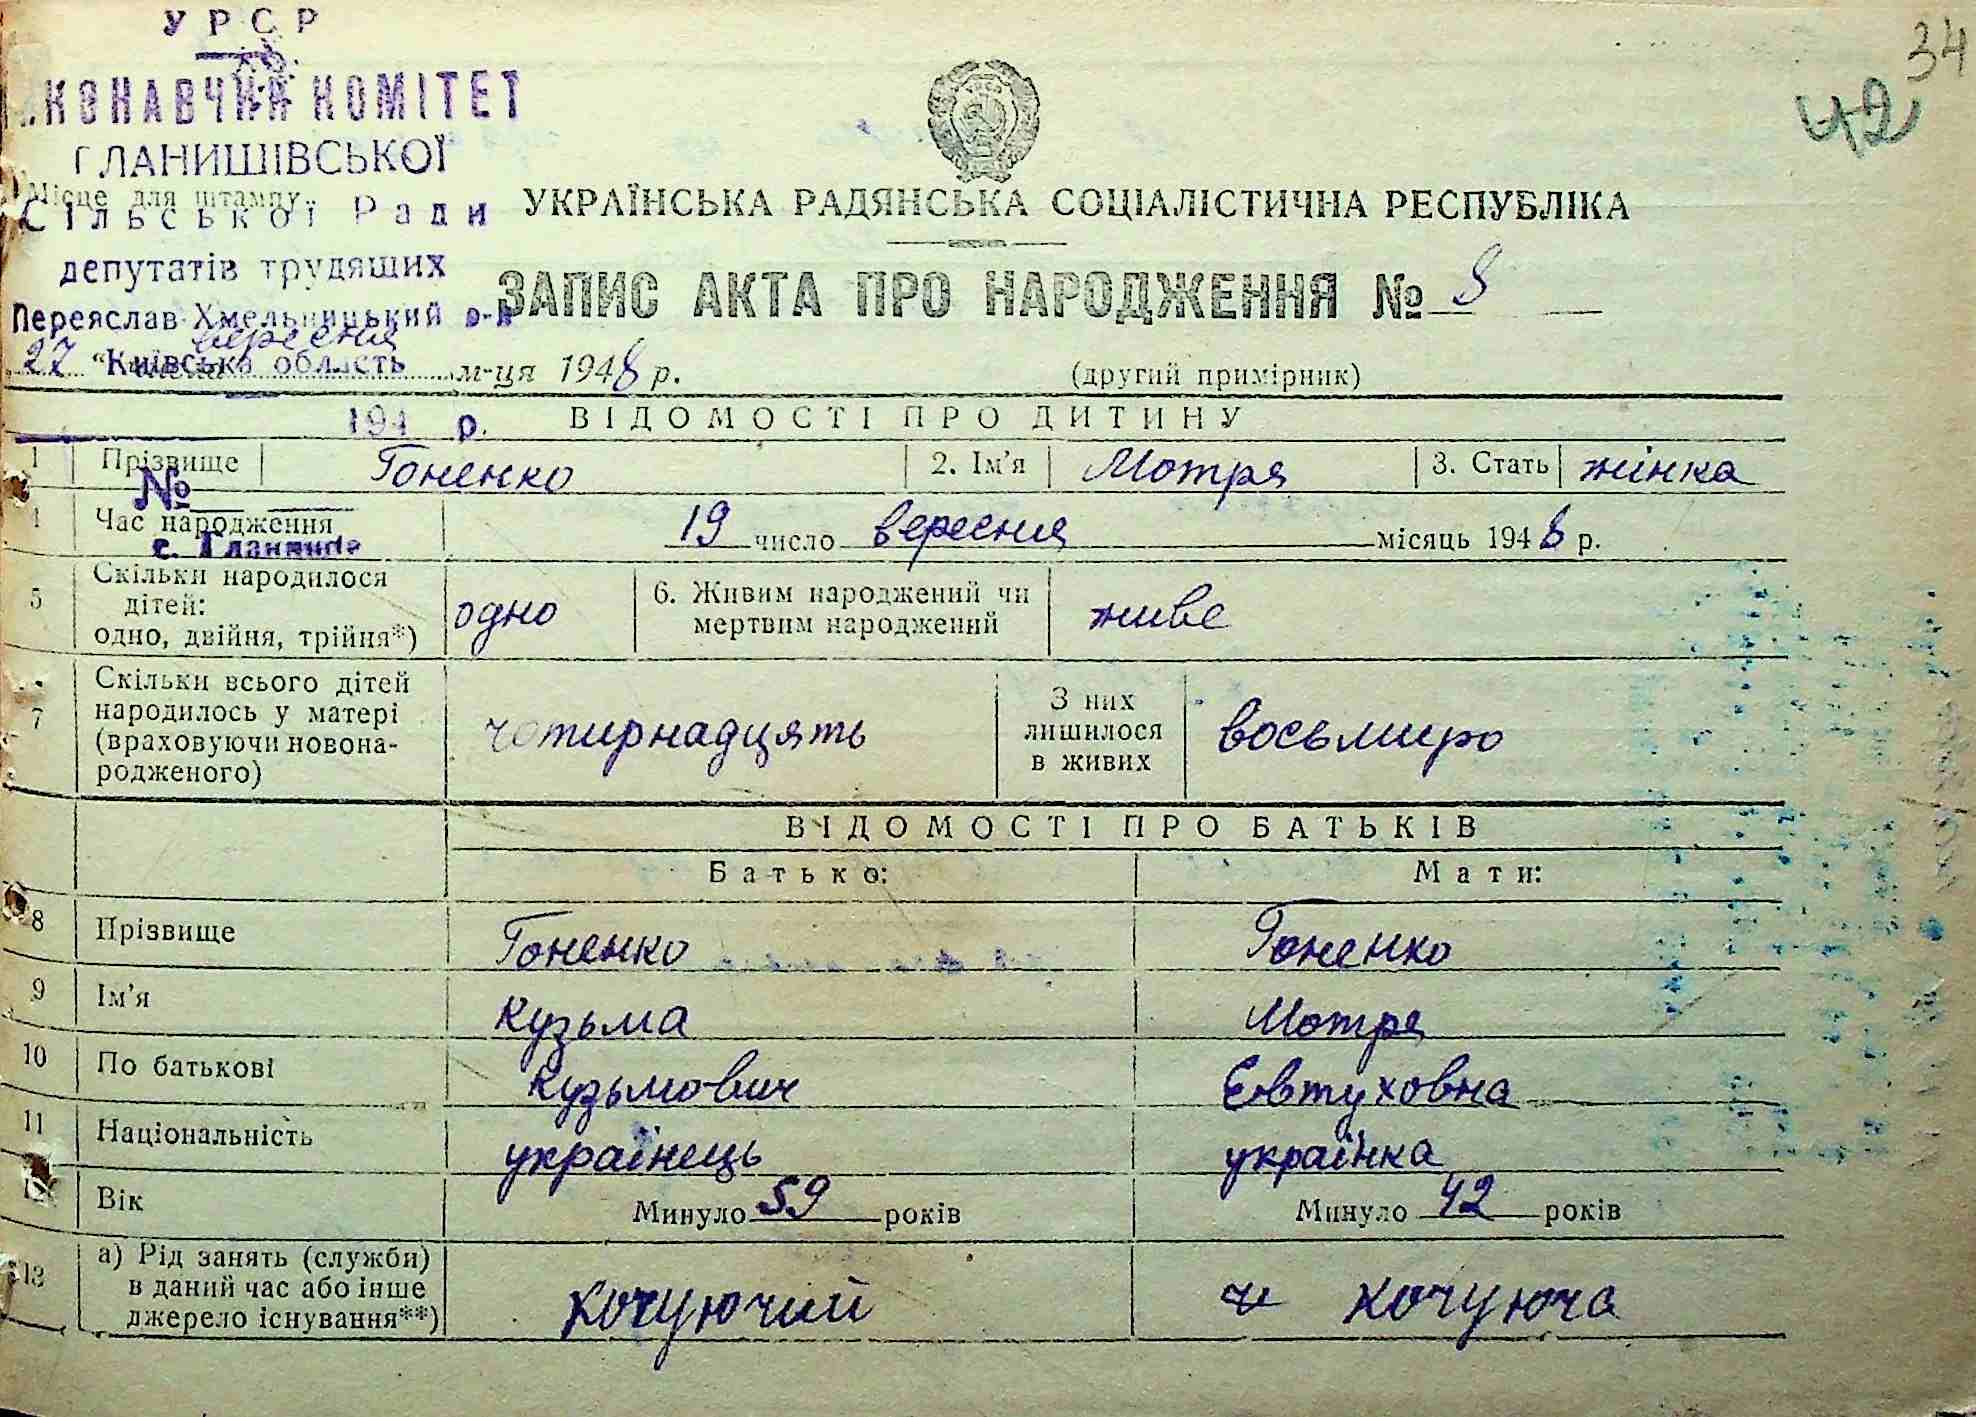 УРСР
34
42
ВИКОНАВЧИЙ КОМІТЕТ
ГЛАНИШІВСЬКОЇ
Місце для штампу
Сільської Ради
УКРАЇНСЬКА РАДЯНСЬКА СОЦІАЛІСТИЧНА РЕСПУБЛІКА
депутатів трудящих
ЗАПИС АКТА ПРО НАРОДЖЕННЯ № 8
Переяслав-Хмельницький р-н
Київська область
27 вересня м-ця 1948 р.
(другий примірник)
194 р.
ВІДОМОСТІ ПРО ДИТИНУ
1 Прізвище Гоненко 2. Ім'я Мотря 3. Стать жінка
№
4 Час народження 19 число вересня місяць 1948 р.
с.
5 Скільки народилося
дітей:
одно, двійня, трійня*) одно 6. Живим народжений чи
мертвим народжений живе
7 Скільки всього дітей
народилось у матері
(враховуючи новона-
родженого) чотирнадцять З них
лишилося
в живих восьмиро
ВІДОМОСТІ ПРО БАТЬКІВ
Батько: Мати:
8 Прізвище Гоненко Гоненко
9 Ім'я Кузьма Мотря
10 По батькові Кузьмович Евтуховна
11 Національність українець українка
12 Вік Минуло 59 років Минуло 42 років
13 а) Рід занять (служби)
в даний час або інше
джерело існування**) кочуючий кочуюча